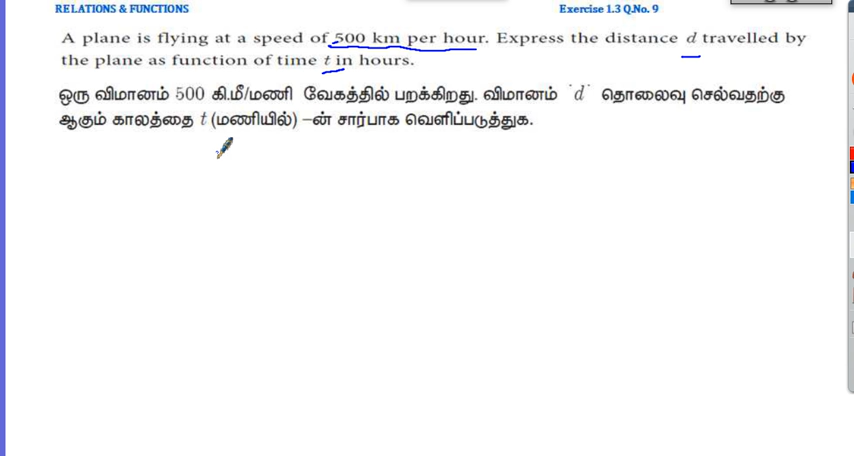 RELATIONS & FUNCTIONS Exercise 1.3 Q.No. 9
A plane is flying at a speed of 500 km per hour. Express the distance d travelled by
the plane as function of time t in hours.
ஒரு விமானம் 500 கி.மீ/மணி வேகத்தில் பறக்கிறது. விமானம் 'd' தொலைவு செல்வதற்கு
ஆகும் காலத்தை t (மணியில்) –ன் சார்பாக வெளிப்படுத்துக.